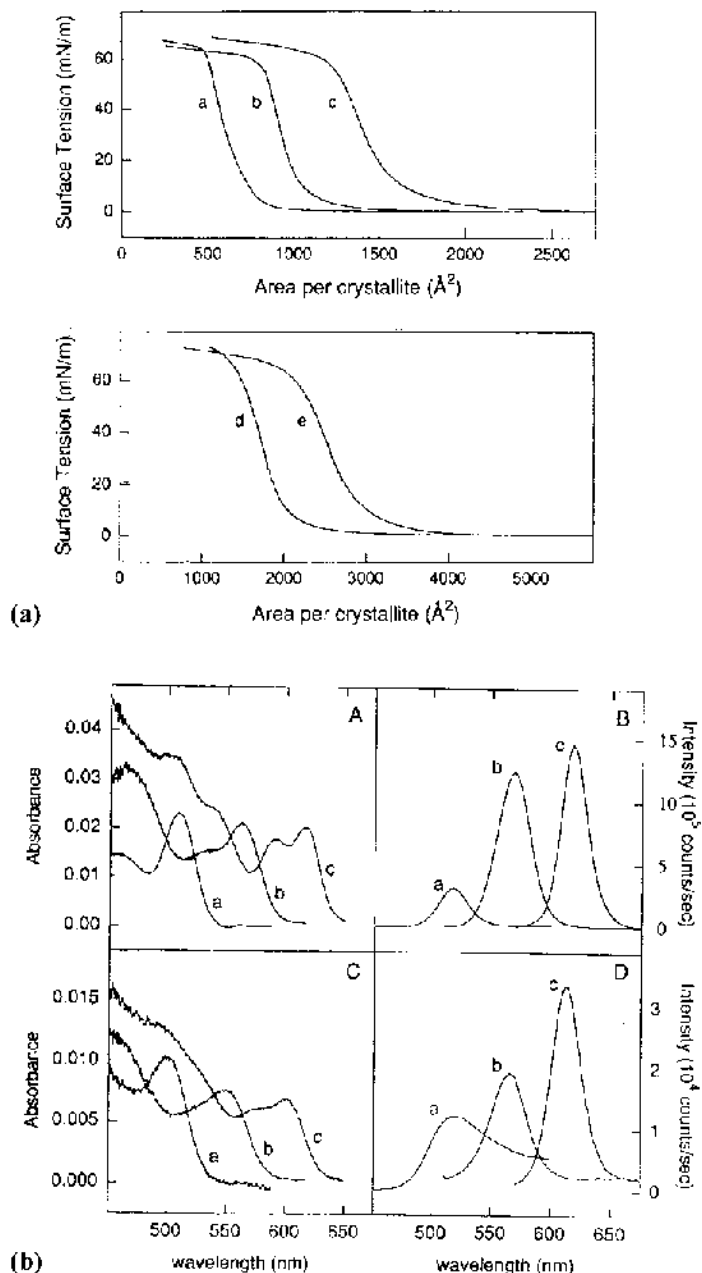 60
40
20
0
Surface Tension (mN/m)
a
b
c
0 500 1000 1500 2000 2500
Area per crystallite (Å²)
60
40
20
0
Surface Tension (mN/m)
d
e
0 1000 2000 3000 4000 5000
Area per crystallite (Å²)
(a)
A
0.04
0.03
0.02
0.01
0.00
Absorbance
a
b
c
B
a
b
c
15
10
5
0
Intensity (10⁵ counts/sec)
C
0.015
0.010
0.005
0.000
Absorbance
a
b
c
500 550 600 650
wavelength (nm)
D
a
b
c
3
2
1
0
Intensity (10⁴ counts/sec)
500 550 600 650
wavelength (nm)
(b)